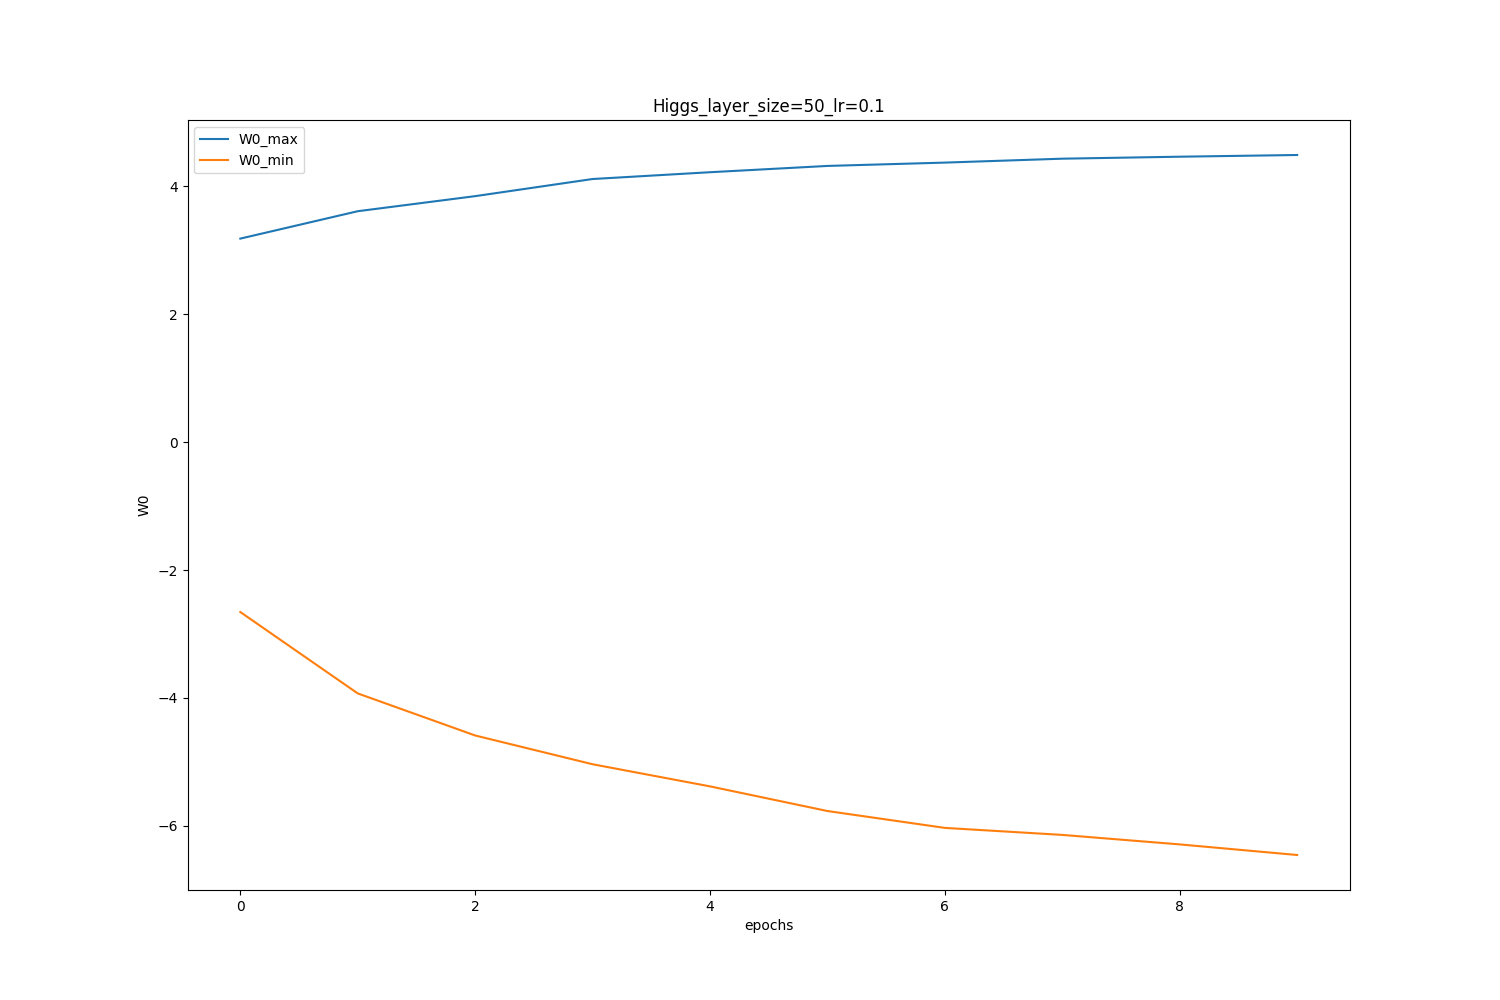 Higgs_layer_size=50_lr=0.1
W0_max
W0_min
4
2
0
−2
−4
−6
W0
0 2 4 6 8
epochs